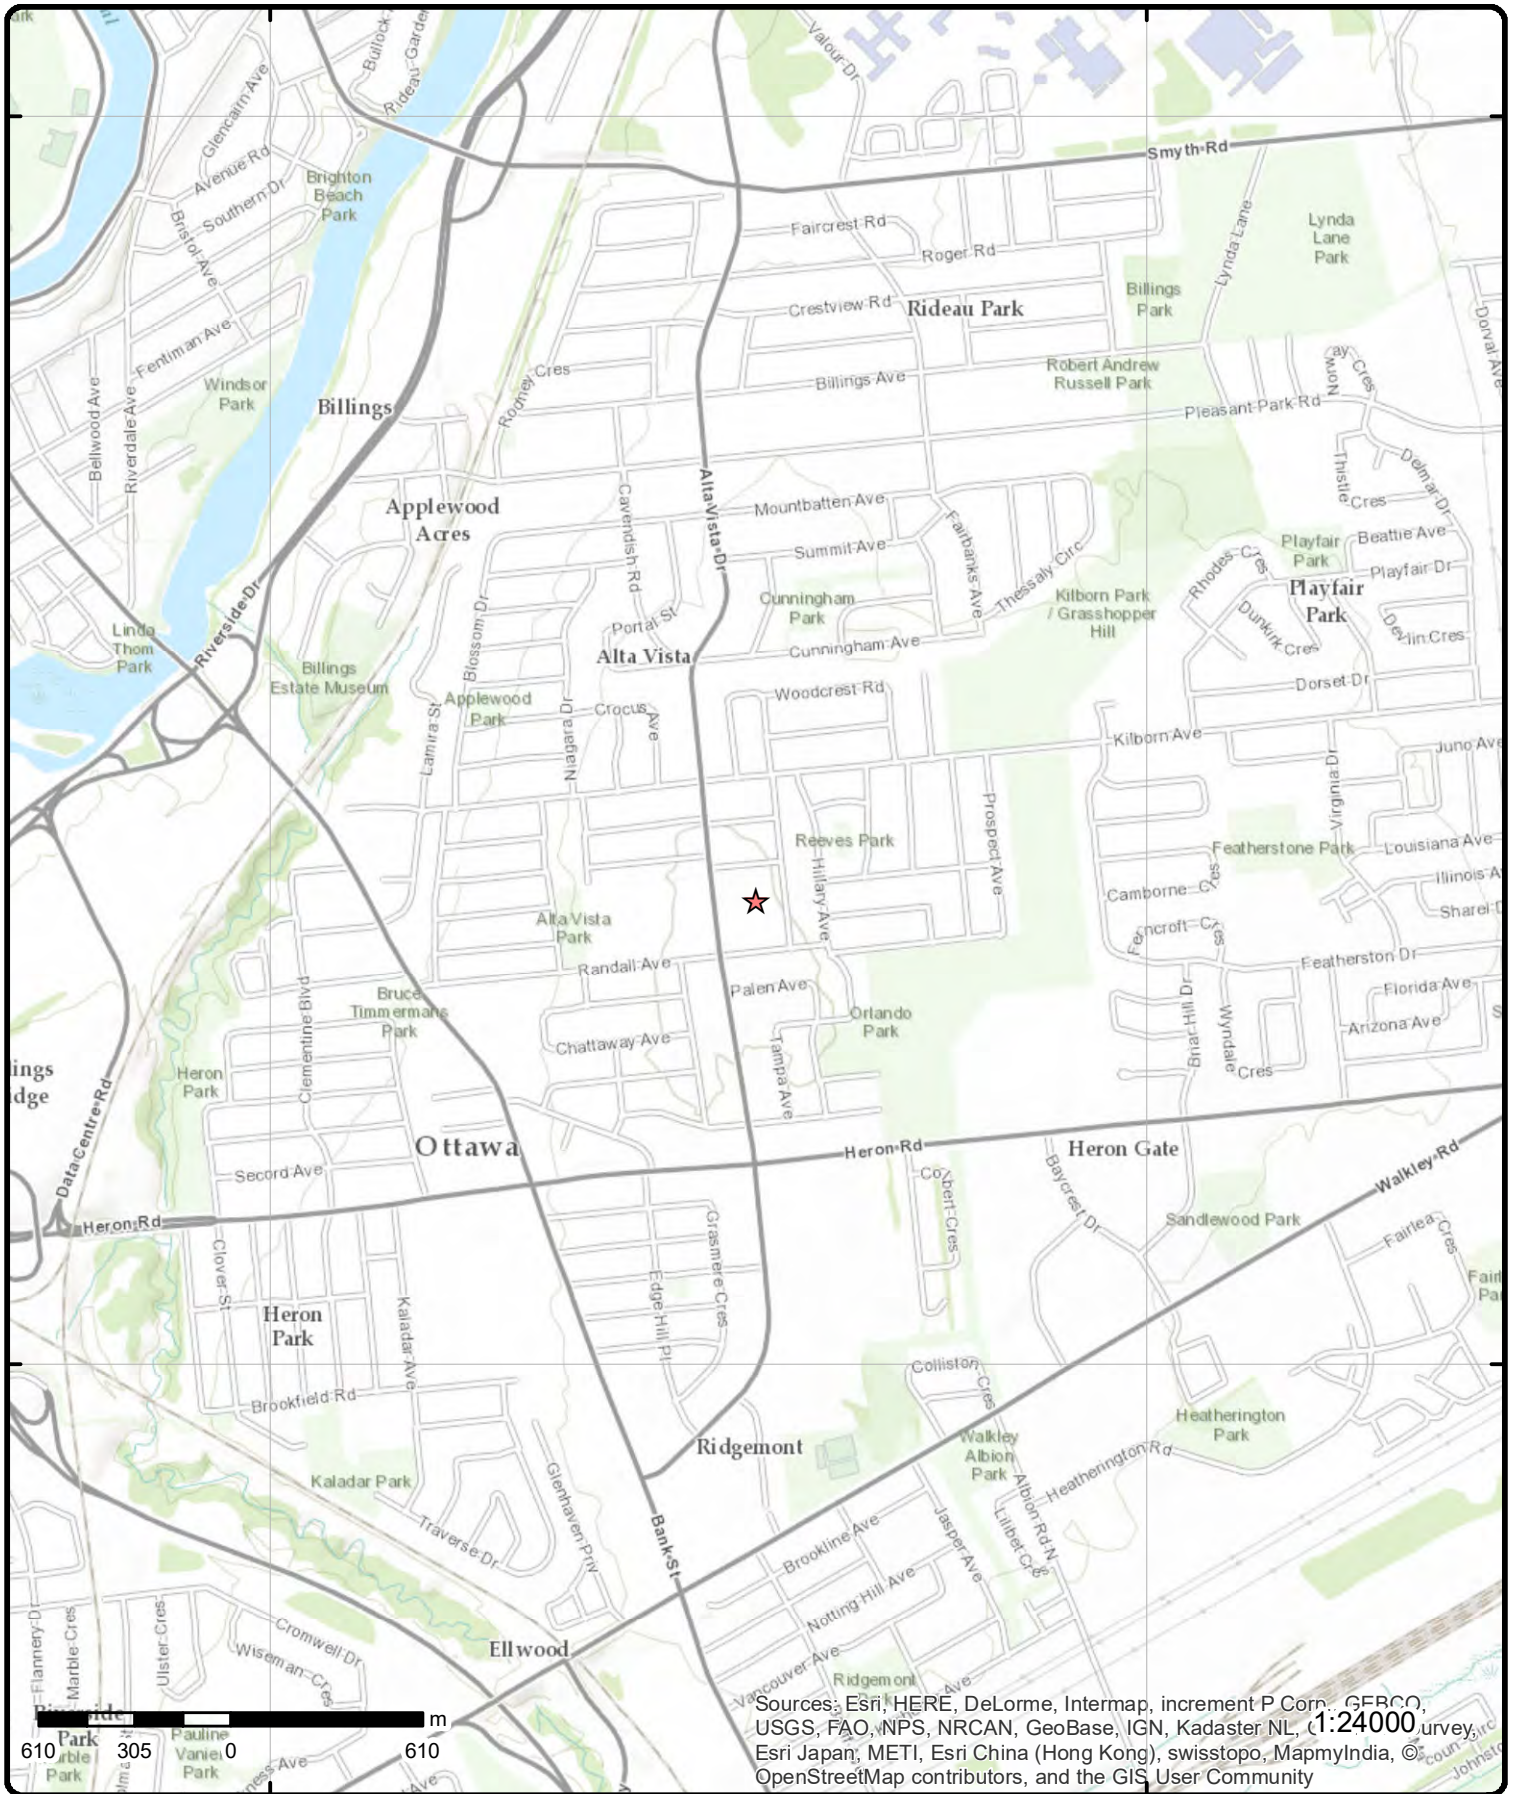 Bullock
Rideau Garden
Valour Dr
Glencairn Ave
Avenue Rd
Southern Dr
Bristol Ave
Brighton
Beach
Park
Smyth Rd
Faircrest Rd
Roger Rd
Lynda Lane
Lynda
Lane
Park
Crestview Rd
Rideau Park
Billings
Park
Dorval Ave
Fentiman Ave
Windsor
Park
Bellwood Ave
Riverdale Ave
Billings
Rodney Cres
Billings Ave
Robert Andrew
Russell Park
Pleasant Park Rd
Alta Vista Dr
Applewood
Acres
Cavendish Rd
Mountbatten Ave
Summit Ave
Fairbanks Ave
Thessaly Circ
Thistle Cres
Delmar Dr
Beattie Ave
Playfair
Park
Playfair Dr
Rhodes Cres
Playfair
Park
Dunkirk Cres
Devlin Cres
Kilborn Park
/ Grasshopper
Hill
Cunningham
Park
Cunningham Ave
Portal St
Alta Vista
Blossom Dr
Riverside Dr
Linda
Thom
Park
Billings
Estate Museum
Applewood
Park
Lamira St
Niagara Dr
Crocus Ave
Woodcrest Rd
Dorset Dr
Kilborn Ave
Juno Ave
Virginia Dr
Prospect Ave
Reeves Park
Hillary Ave
Featherstone Park
Louisiana Ave
Illinois A
Sharel D
Camborne Cres
Ferncroft Cres
Featherston Dr
Florida Ave
Arizona Ave
Alta Vista
Park
Randall Ave
Palen Ave
Orlando
Park
Bruce
Timmermans
Park
Clementine Blvd
Chattaway Ave
Tampa Ave
Briar Hill Dr
Wyndale Cres
Heron
Park
lings
idge
Data Centre Rd
Ottawa
Secord Ave
Heron Rd
Heron Gate
Walkley Rd
Heron Rd
Colbert Cres
Baycrest Dr
Sandlewood Park
Fairlea Cres
Fairl
Pa
Clover St
Grasmere Cres
Edge Hill Pl
Kaladar Ave
Heron
Park
Brookfield Rd
Colliston Cres
Heatherington
Park
Ridgemont
Walkley
Albion
Park
Heatherington Rd
Kaladar Park
Glenhaven Priv
Traverse Dr
Bank St
Albion Rd N
Lilibet Cres
Jasper Ave
Brookline Ave
Notting Hill Ave
Vancouver Ave
Ridgemont
Ellwood
Flannery Dr
Marble Cres
Ulster Cres
Cromwell Dr
Wiseman Cres
Park
Pauline
Vanier
Park
m
610 305 0 610
Sources: Esri, HERE, DeLorme, Intermap, increment P Corp., GEBCO,
USGS, FAO, NPS, NRCAN, GeoBase, IGN, Kadaster NL, urvey,
1:24000
Esri Japan, METI, Esri China (Hong Kong), swisstopo, MapmyIndia, ©
OpenStreetMap contributors, and the GIS User Community